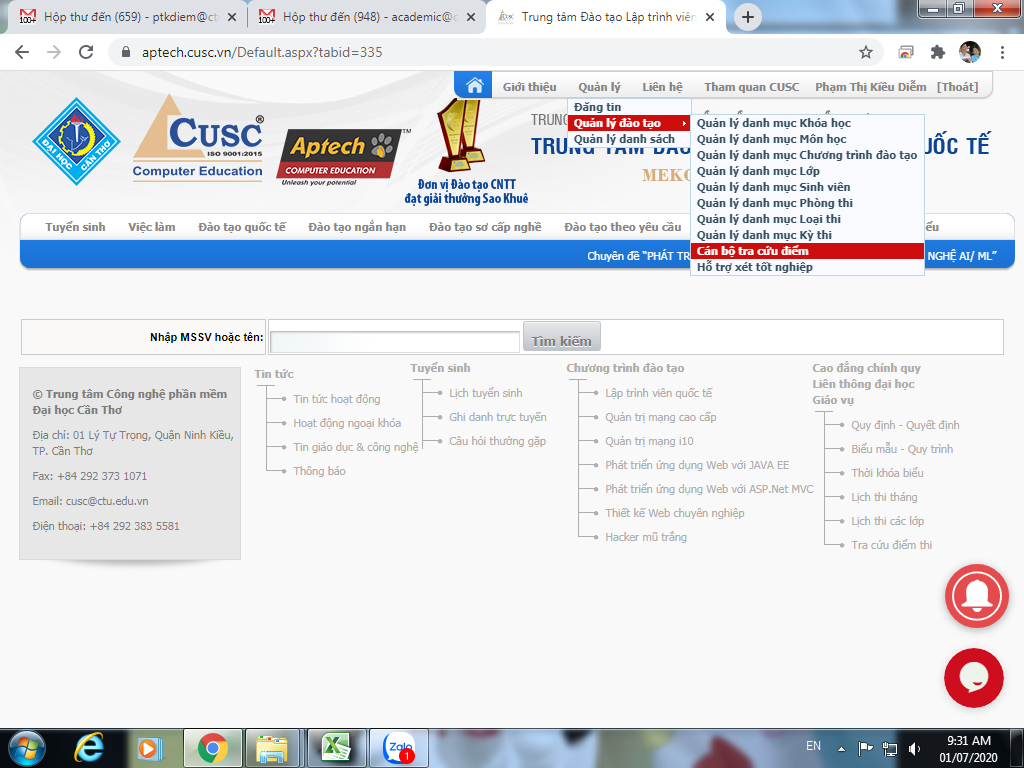 Hộp thư đến (659) - ptkdiem@ct
Hộp thư đến (948) - academic@c
Trung tâm Đào tạo Lập trình viên
aptech.cusc.vn/Default.aspx?tabid=335
Giới thiệu Quản lý Liên hệ Tham quan CUSC Phạm Thị Kiều Diễm [Thoát]
Đăng tin
Quản lý đào tạo
Quản lý danh sách
Quản lý danh mục Khóa học
Quản lý danh mục Môn học
Quản lý danh mục Chương trình đào tạo
Quản lý danh mục Lớp
Quản lý danh mục Sinh viên
Quản lý danh mục Phòng thi
Quản lý danh mục Loại thi
Quản lý danh mục Kỳ thi
Cán bộ tra cứu điểm
Hỗ trợ xét tốt nghiệp
ĐẠI HỌC CẦN THƠ
CUSC®
ISO 9001:2015
Computer Education
Aptech
TM
COMPUTER EDUCATION
Unleash your potential
Đơn vị Đào tạo CNTT
đạt giải thưởng Sao Khuê
TRUNG
TRUNG TÂM ĐÀO
QUỐC TẾ
MEKO
Tuyển sinh Việc làm Đào tạo quốc tế Đào tạo ngắn hạn Đào tạo sơ cấp nghề Đào tạo theo yêu cầu
Chuyên đề “PHÁT TR
NGHỆ AI/ ML”
Nhập MSSV hoặc tên:
Tìm kiếm
© Trung tâm Công nghệ phần mềm
Đại học Cần Thơ
Địa chỉ: 01 Lý Tự Trọng, Quận Ninh Kiều,
TP. Cần Thơ
Fax: +84 292 373 1071
Email: cusc@ctu.edu.vn
Điện thoại: +84 292 383 5581
Tin tức
Tin tức hoạt động
Hoạt động ngoại khóa
Tin giáo dục & công nghệ
Thông báo
Tuyển sinh
Lịch tuyển sinh
Ghi danh trực tuyến
Câu hỏi thường gặp
Chương trình đào tạo
Lập trình viên quốc tế
Quản trị mạng cao cấp
Quản trị mạng i10
Phát triển ứng dụng Web với JAVA EE
Phát triển ứng dụng Web với ASP.Net MVC
Thiết kế Web chuyên nghiệp
Hacker mũ trắng
Cao đẳng chính quy
Liên thông đại học
Giáo vụ
Quy định - Quyết định
Biểu mẫu - Quy trình
Thời khóa biểu
Lịch thi tháng
Lịch thi các lớp
Tra cứu điểm thi
Zalo
1
EN
9:31 AM
01/07/2020